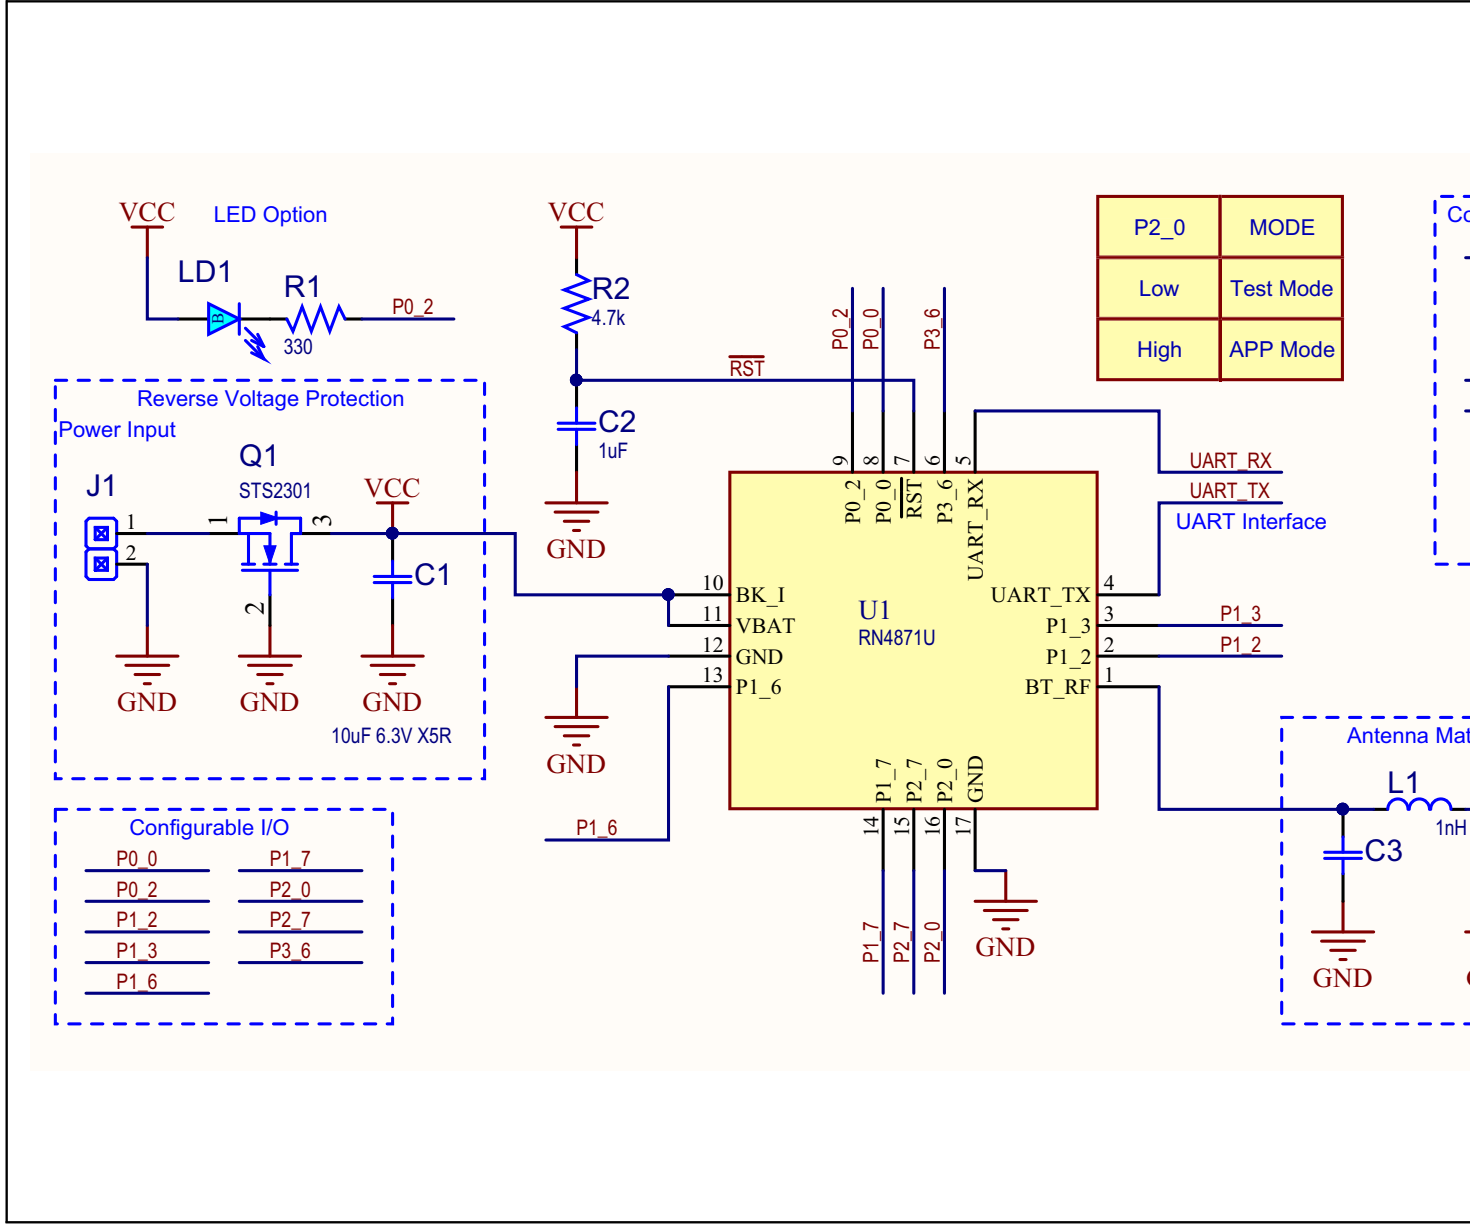 VCC
LED Option
LD1
B
R1
330
P0_2
VCC
R2
4.7k
RST
C2
1uF
GND
P2_0 MODE
Low Test Mode
High APP Mode
Co
Reverse Voltage Protection
Power Input
J1
1
2
Q1
STS2301
1
3
2
VCC
C1
GND
GND
GND
10uF 6.3V X5R
P0_2
P0_0
P3_6
9
8
7
6
5
P0_2
P0_0
RST
P3_6
UART_RX
UART_RX
UART_TX
UART Interface
10 BK_I
11 VBAT
12 GND
13 P1_6
U1
RN4871U
UART_TX 4
P1_3 3
P1_2 2
BT_RF 1
P1_3
P1_2
GND
P1_6
P1_7
P2_7
P2_0
GND
14
15
16
17
P1_7
P2_7
P2_0
GND
Antenna Mat
L1
1nH
C3
GND
Configurable I/O
P0_0 P1_7
P0_2 P2_0
P1_2 P2_7
P1_3 P3_6
P1_6